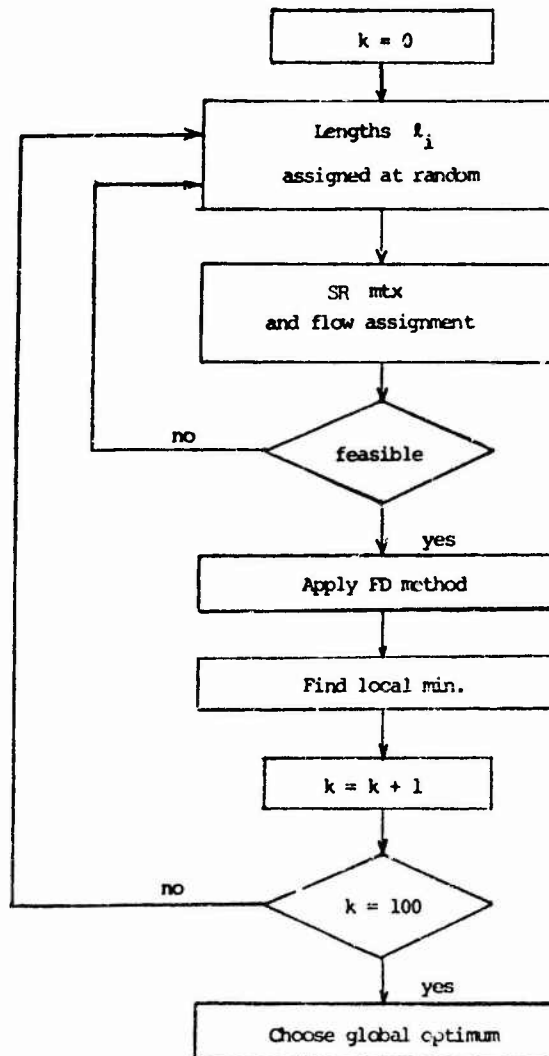 k = 0
Lengths ℓ_i
assigned at random
SR mtx
and flow assignment
no
feasible
yes
Apply FD method
Find local min.
k = k + 1
no
k = 100
yes
Choose global optimum